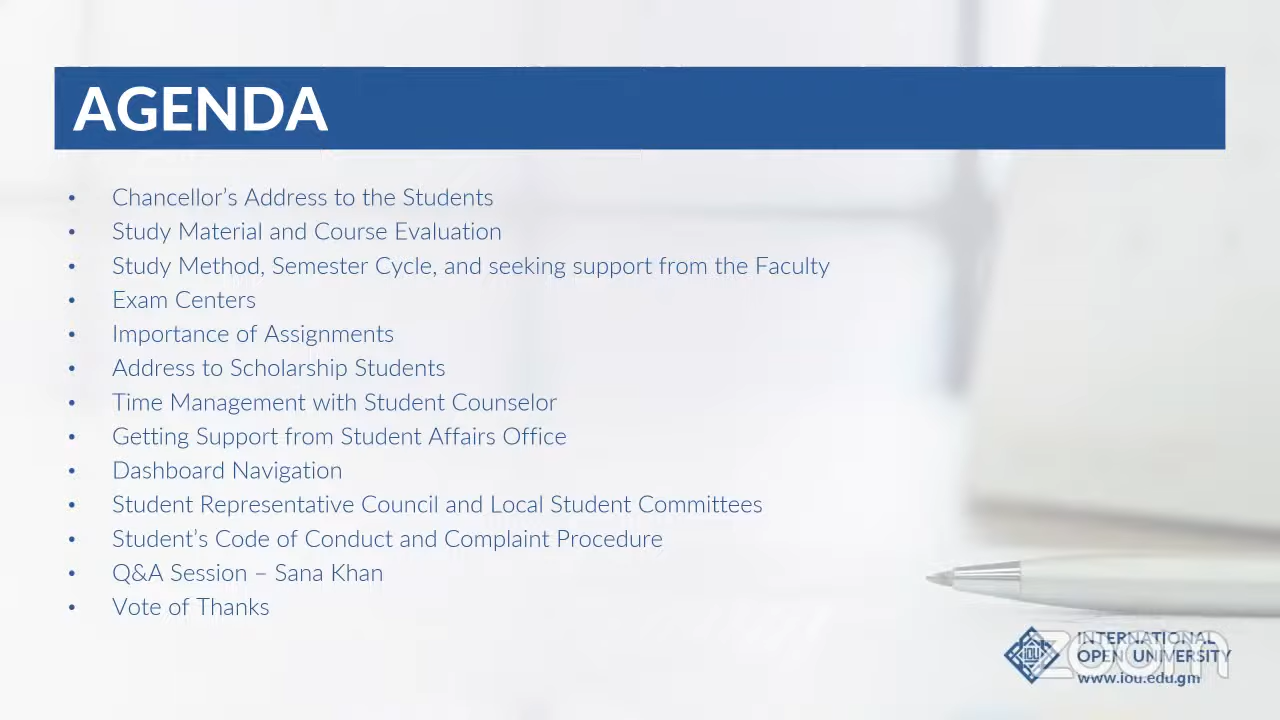 AGENDA
• Chancellor’s Address to the Students
• Study Material and Course Evaluation
• Study Method, Semester Cycle, and seeking support from the Faculty
• Exam Centers
• Importance of Assignments
• Address to Scholarship Students
• Time Management with Student Counselor
• Getting Support from Student Affairs Office
• Dashboard Navigation
• Student Representative Council and Local Student Committees
• Student’s Code of Conduct and Complaint Procedure
• Q&A Session – Sana Khan
• Vote of Thanks
IOU
INTERNATIONAL
OPEN UNIVERSITY
zoom
www.iou.edu.gm